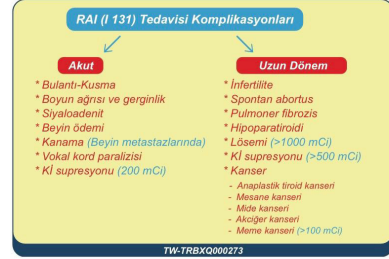 RAI (I 131) Tedavisi Komplikasyonları
Akut
* Bulantı-Kusma
* Boyun ağrısı ve gerginlik
* Siyaloadenit
* Beyin ödemi
* Kanama (Beyin metastazlarında)
* Vokal kord paralizisi
* Kİ supresyonu (200 mCi)
Uzun Dönem
* İnfertilite
* Spontan abortus
* Pulmoner fibrozis
* Hipoparatiroidi
* Lösemi (>1000 mCi)
* Kİ supresyonu (>500 mCi)
* Kanser
- Anaplastik tiroid kanseri
- Mesane kanseri
- Mide kanseri
- Akciğer kanseri
- Meme kanseri (>100 mCi)
TW-TRBXQ000273